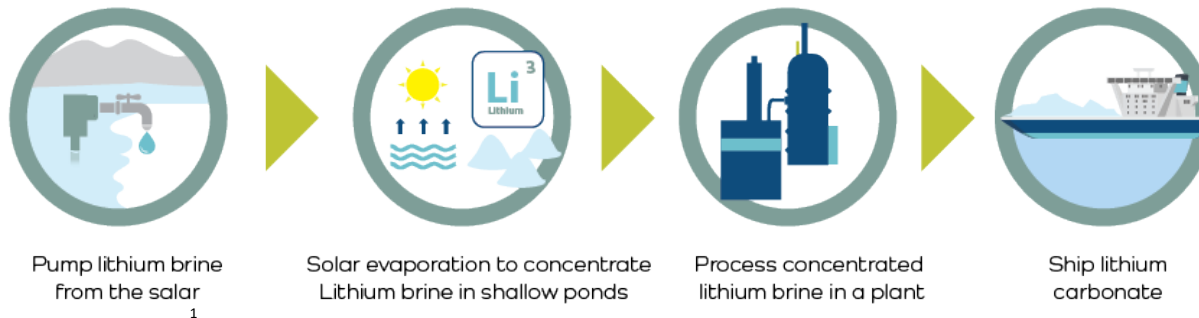 Li
3
Lithium
Pump lithium brine
from the salar
1
Solar evaporation to concentrate
Lithium brine in shallow ponds
Process concentrated
lithium brine in a plant
Ship lithium
carbonate